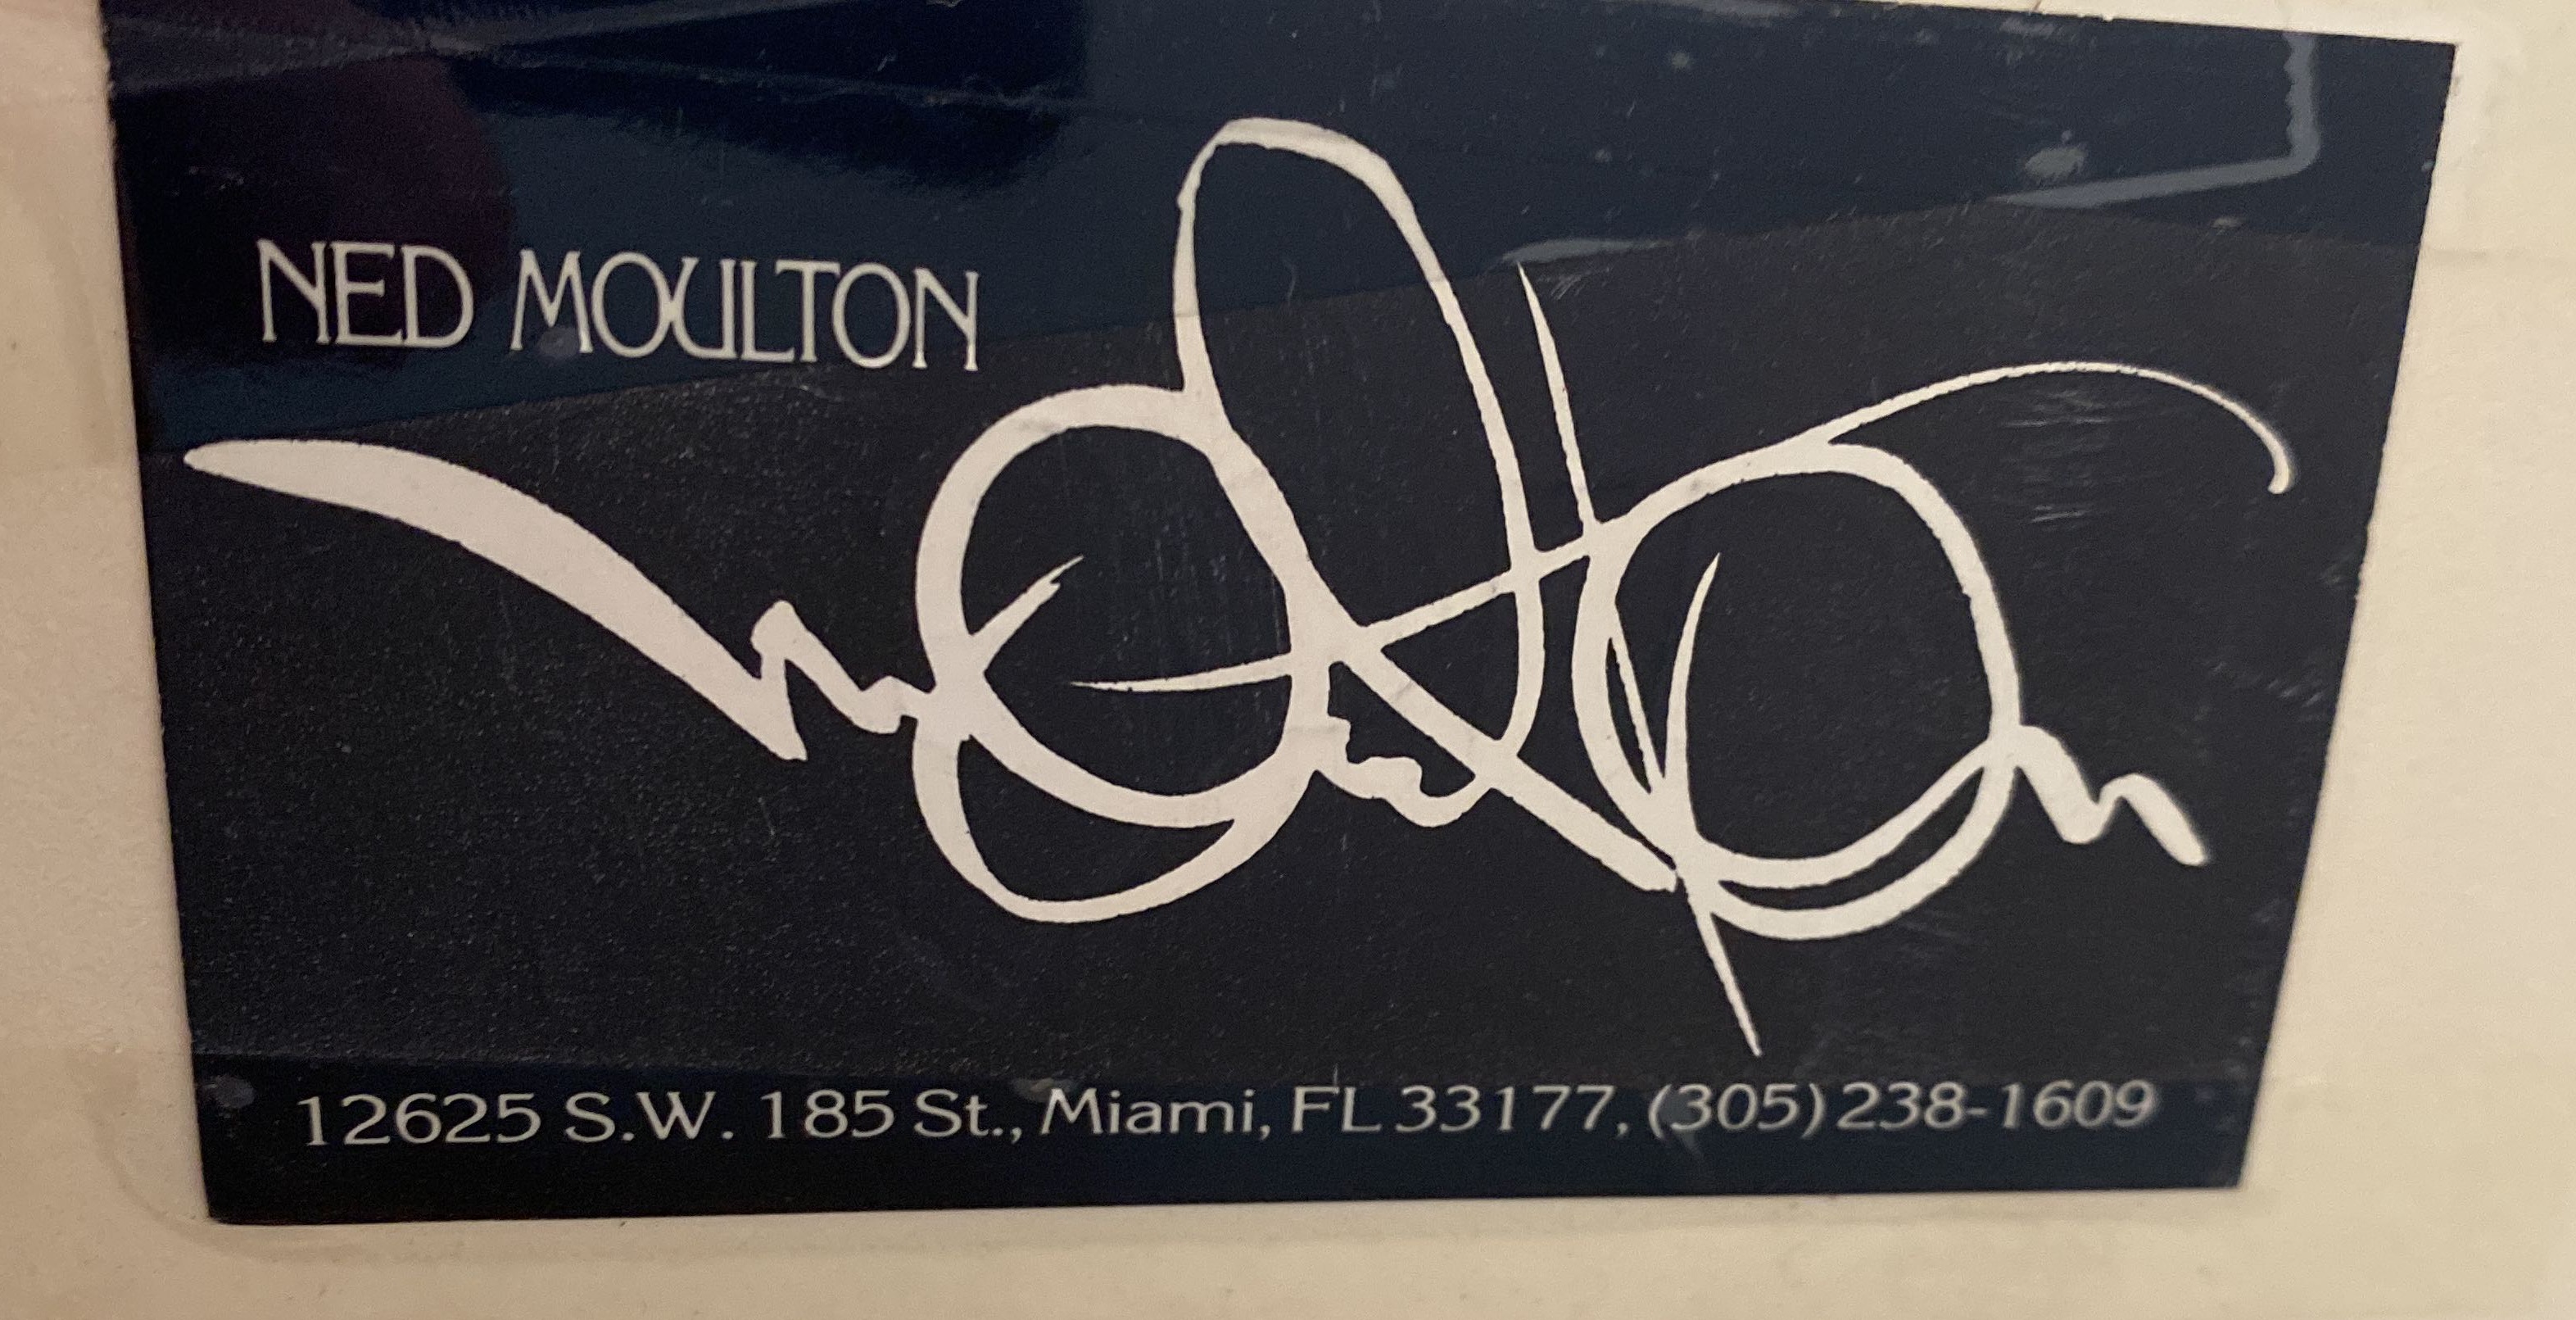 NED MOULTON
12625 S.W. 185 St., Miami, FL 33177, (305) 238-1609